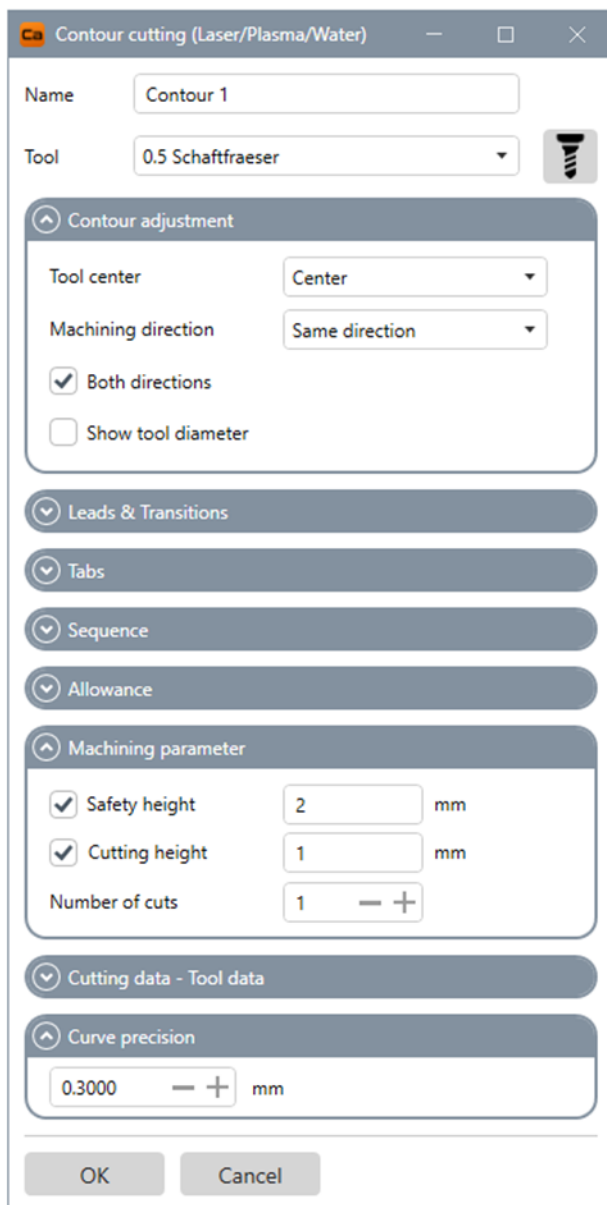 Ca Contour cutting (Laser/Plasma/Water)
Name Contour 1
Tool 0.5 Schaftfraeser
Contour adjustment
Tool center Center
Machining direction Same direction
Both directions
Show tool diameter
Leads & Transitions
Tabs
Sequence
Allowance
Machining parameter
Safety height 2 mm
Cutting height 1 mm
Number of cuts 1
Cutting data - Tool data
Curve precision
0.3000 mm
OK Cancel